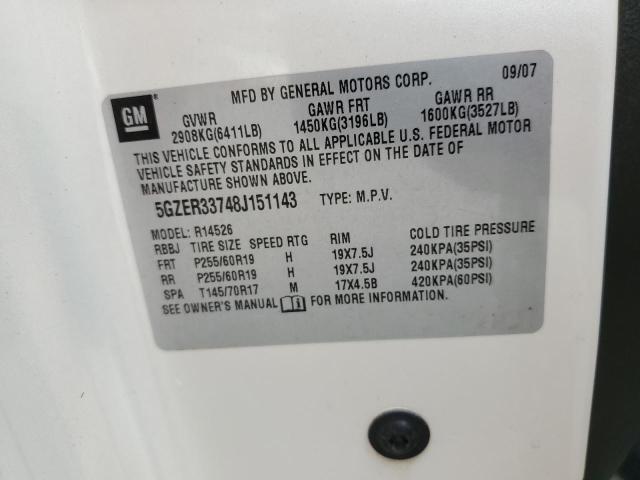 MFD BY GENERAL MOTORS CORP. 09/07
GM
GVWR GAWR FRT GAWR RR
2908KG(6411LB) 1450KG(3196LB) 1600KG(3527LB)
THIS VEHICLE CONFORMS TO ALL APPLICABLE U.S. FEDERAL MOTOR
VEHICLE SAFETY STANDARDS IN EFFECT ON THE DATE OF
MANUFACTURE SHOWN ABOVE.
5GZER33748J151143 TYPE: M.P.V.
MODEL: R14526
RBBJ TIRE SIZE SPEED RTG RIM COLD TIRE PRESSURE
FRT P255/60R19 H 19X7.5J 240KPA(35PSI)
RR P255/60R19 H 19X7.5J 240KPA(35PSI)
SPA T145/70R17 M 17X4.5B 420KPA(60PSI)
SEE OWNER'S MANUAL FOR MORE INFORMATION.